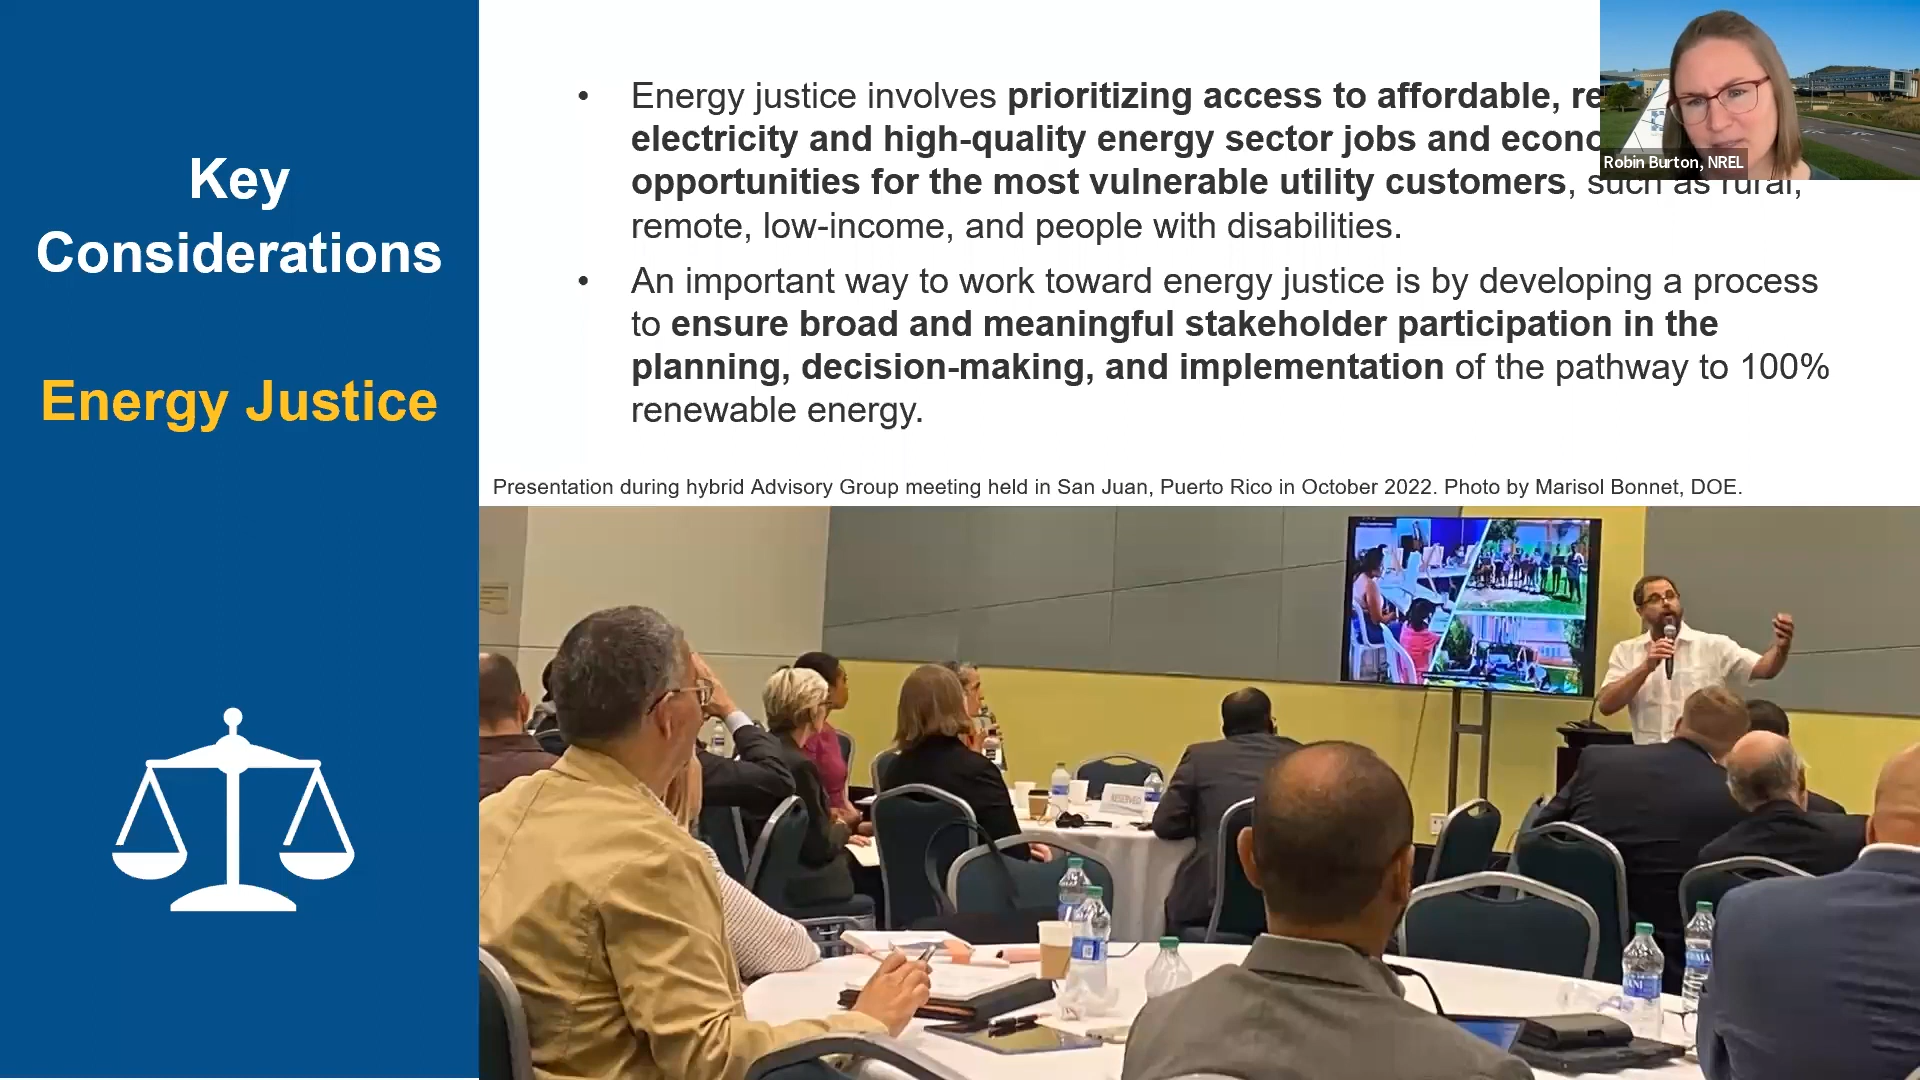 Key
Considerations
Energy Justice
• Energy justice involves prioritizing access to affordable, re
electricity and high-quality energy sector jobs and econo
opportunities for the most vulnerable utility customers, such as rural,
remote, low-income, and people with disabilities.
• An important way to work toward energy justice is by developing a process
to ensure broad and meaningful stakeholder participation in the
planning, decision-making, and implementation of the pathway to 100%
renewable energy.
Robin Burton, NREL
Presentation during hybrid Advisory Group meeting held in San Juan, Puerto Rico in October 2022. Photo by Marisol Bonnet, DOE.
RESERVED